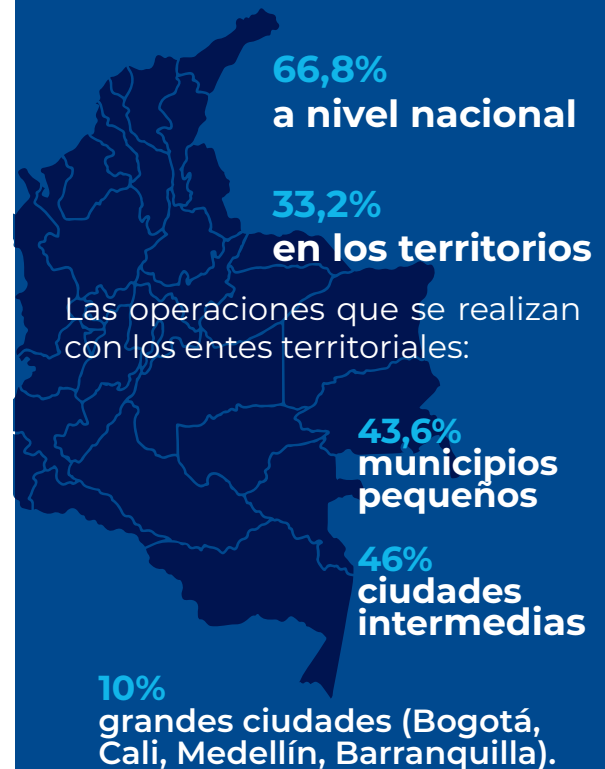 66,8%
a nivel nacional
33,2%
en los territorios
Las operaciones que se realizan
con los entes territoriales:
43,6%
municipios
pequeños
46%
ciudades
intermedias
10%
grandes ciudades (Bogotá,
Cali, Medellín, Barranquilla).